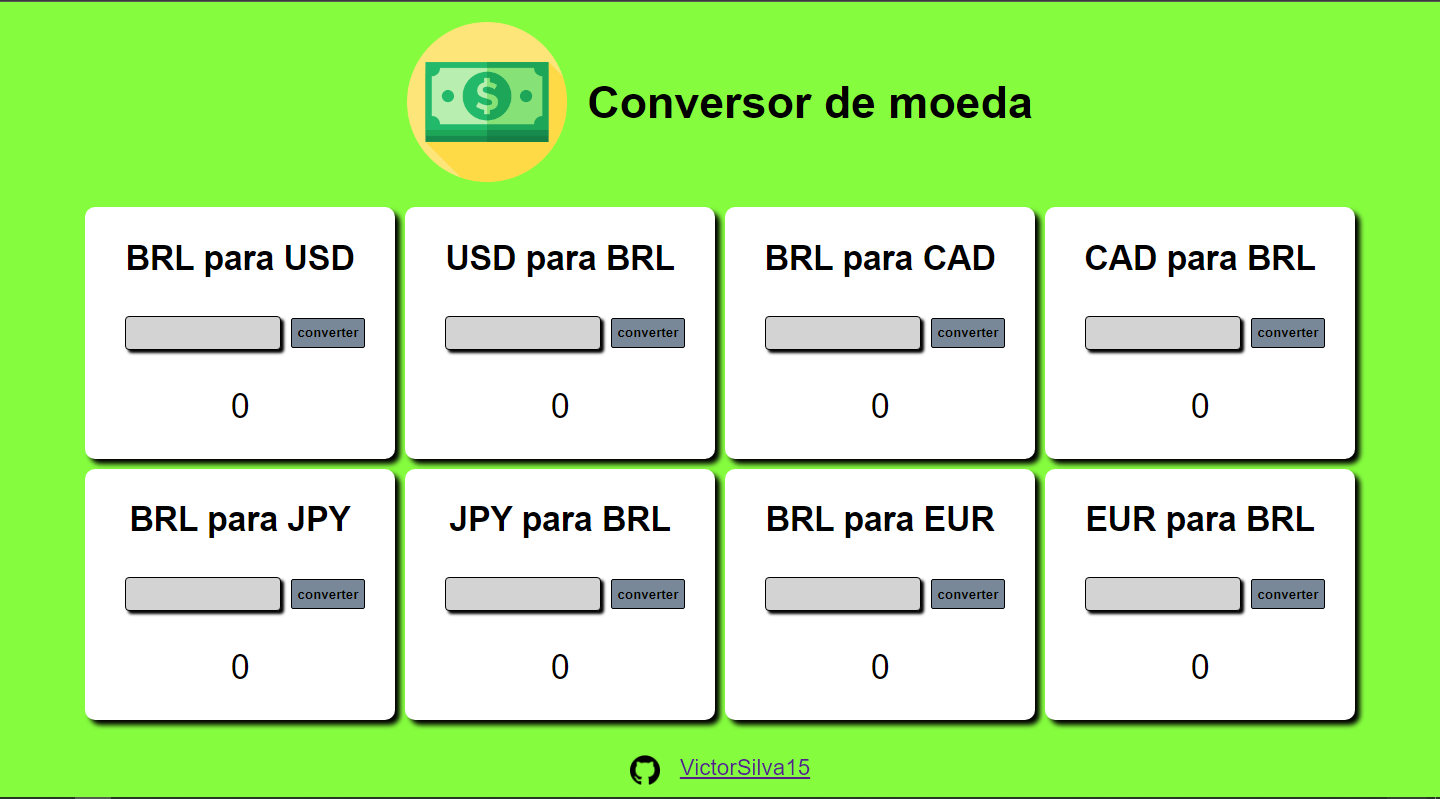 $
Conversor de moeda
BRL para USD
converter
0
USD para BRL
converter
0
BRL para CAD
converter
0
CAD para BRL
converter
0
BRL para JPY
converter
0
JPY para BRL
converter
0
BRL para EUR
converter
0
EUR para BRL
converter
0
VictorSilva15